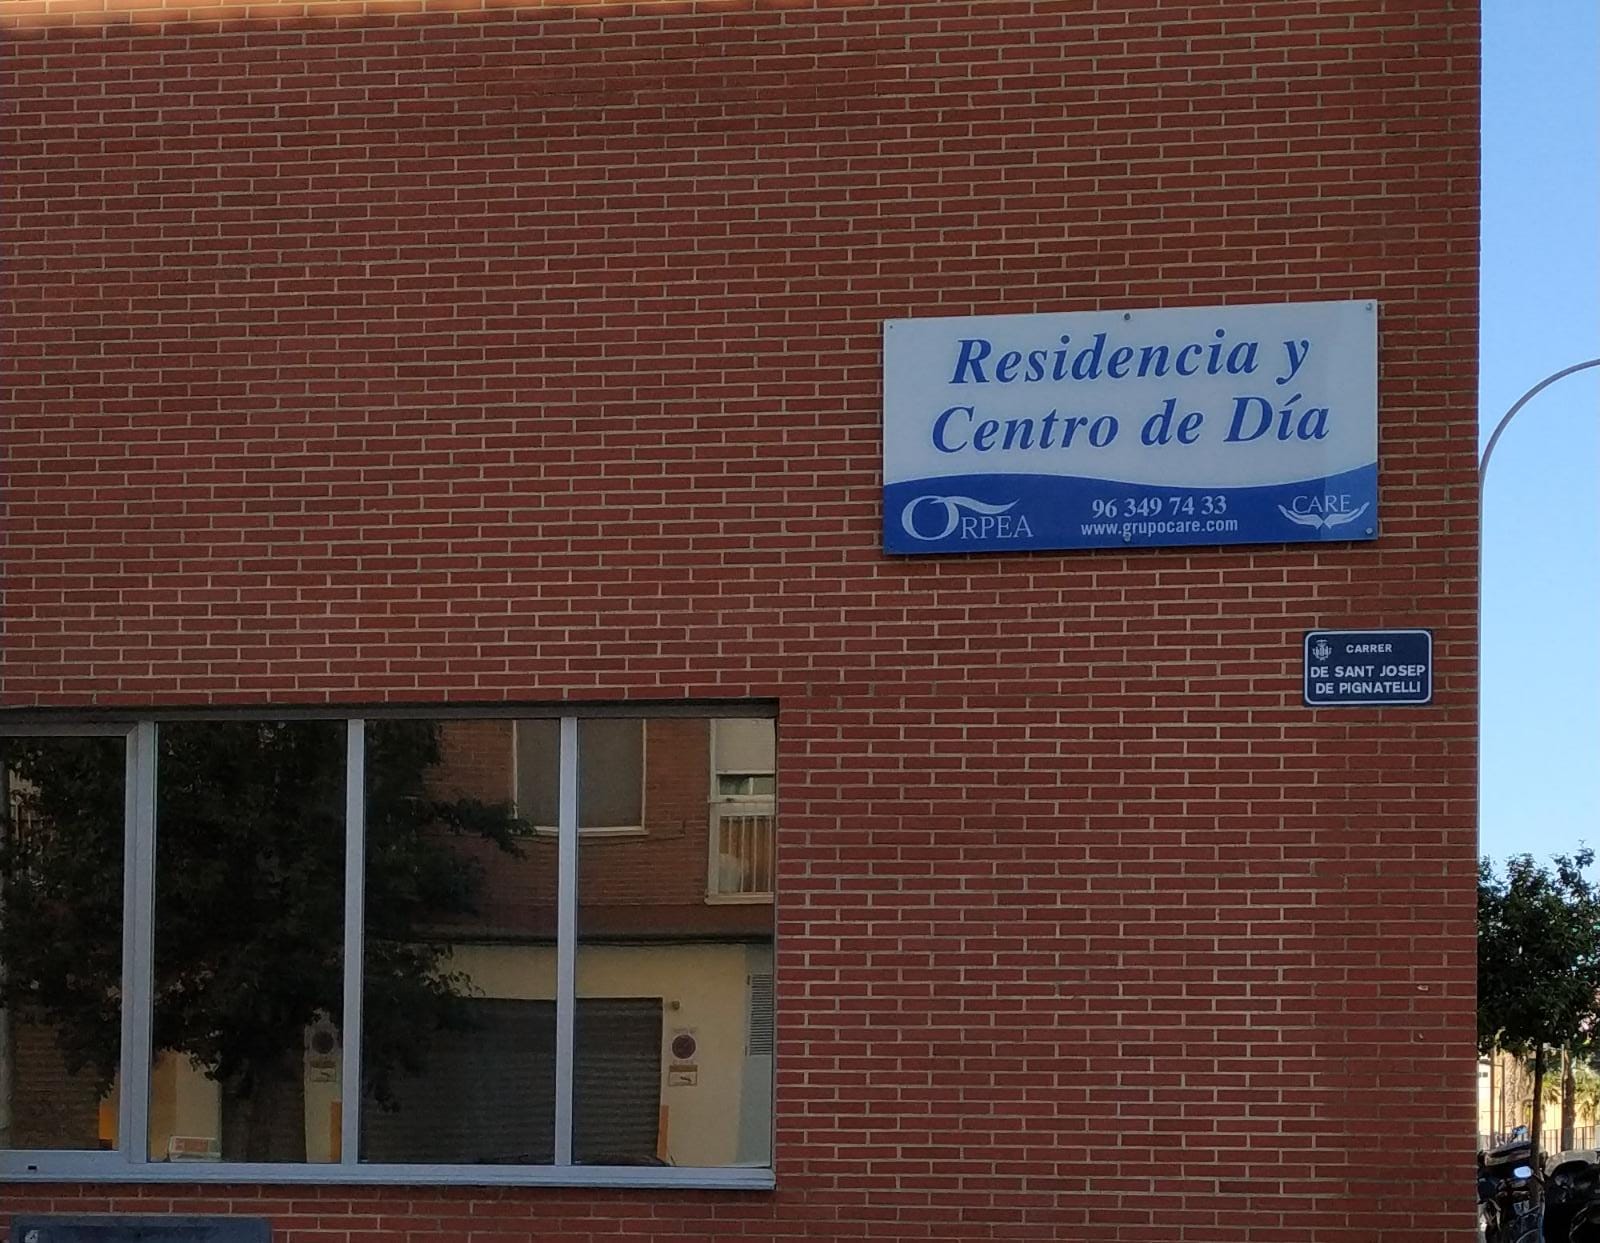 Residencia y
Centro de Día
ORPEA
96 349 74 33
www.grupocare.com
CARE
CARRER
DE SANT JOSEP
DE PIGNATELLI